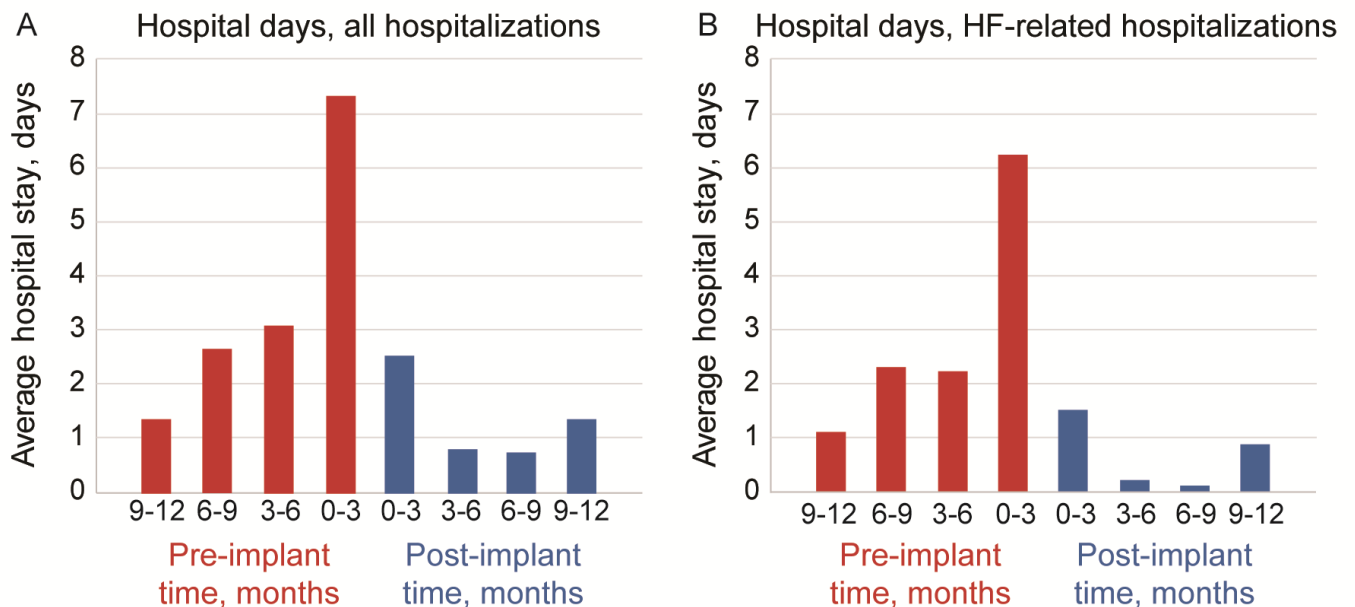 A Hospital days, all hospitalizations
Average hospital stay, days
8
7
6
5
4
3
2
1
0
9-12 6-9 3-6 0-3 0-3 3-6 6-9 9-12
Pre-implant
time, months
Post-implant
time, months
B Hospital days, HF-related hospitalizations
Average hospital stay, days
8
7
6
5
4
3
2
1
0
9-12 6-9 3-6 0-3 0-3 3-6 6-9 9-12
Pre-implant
time, months
Post-implant
time, months